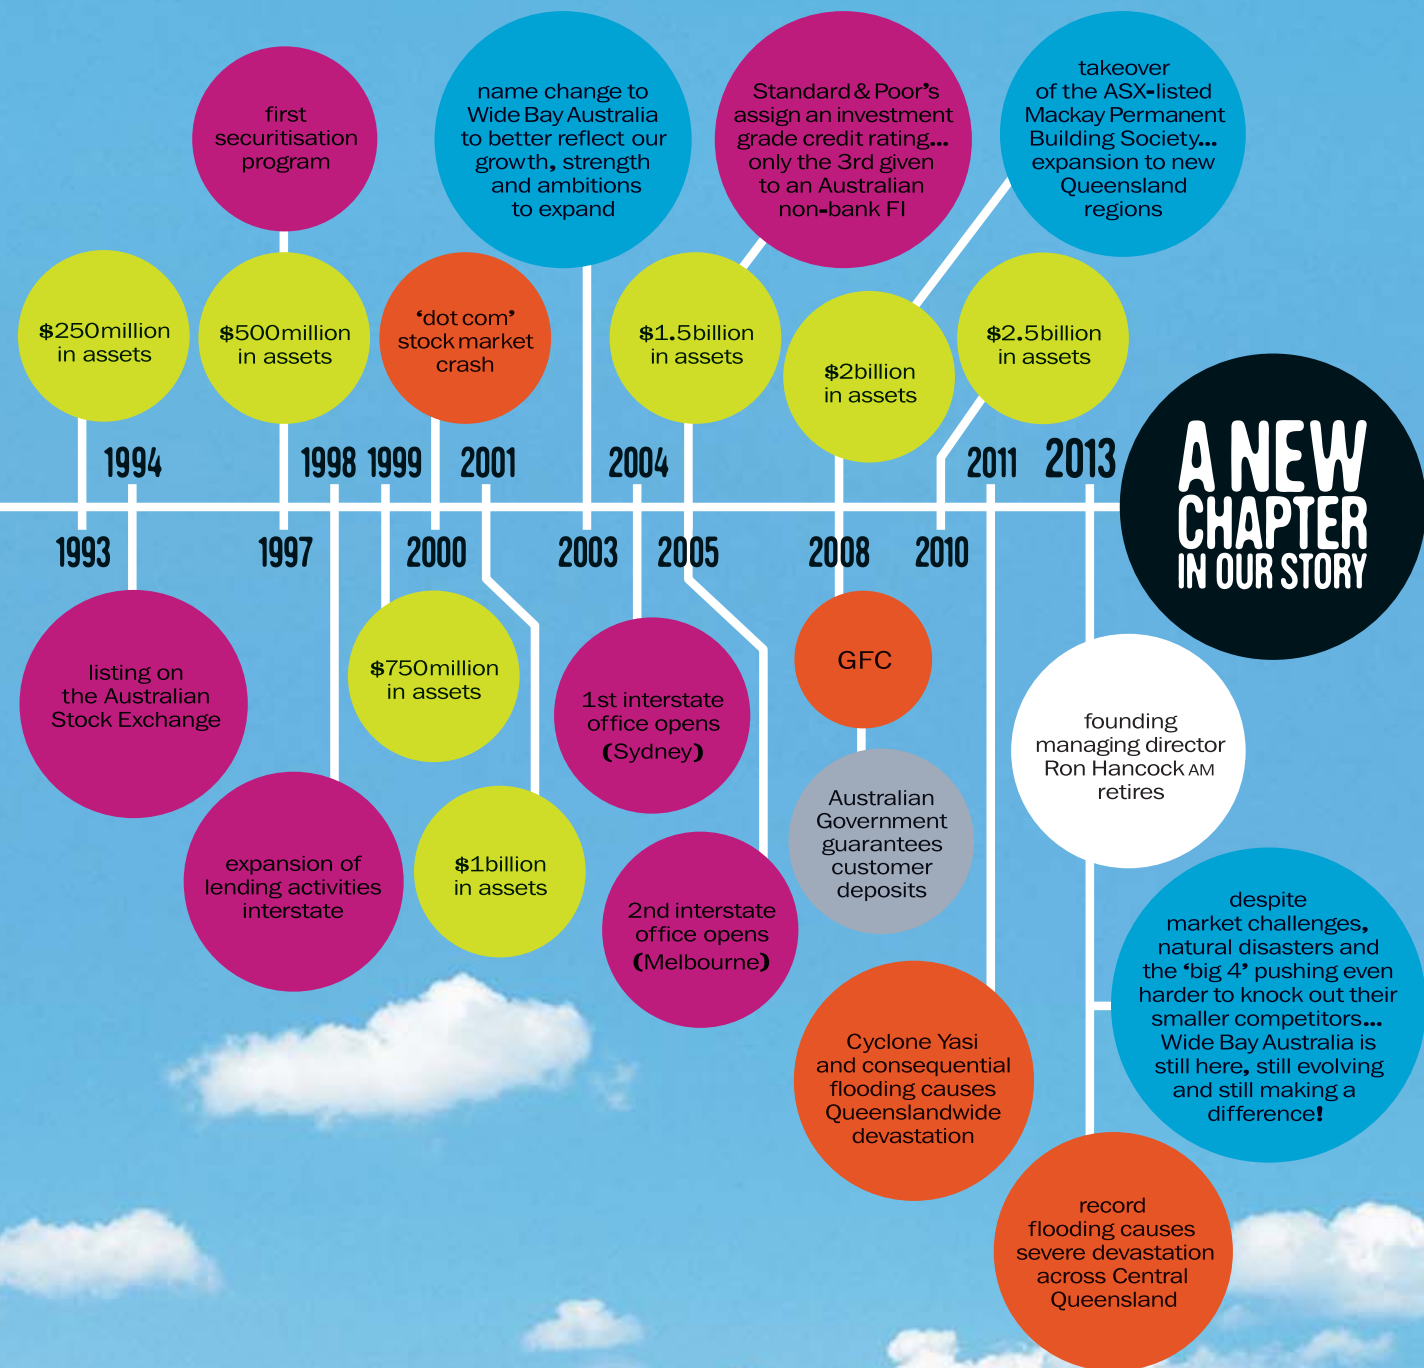 first
securitisation
program
name change to
Wide Bay Australia
to better reflect our
growth, strength
and ambitions
to expand
Standard & Poor's
assign an investment
grade credit rating...
only the 3rd given
to an Australian
non-bank FI
takeover
of the ASX-listed
Mackay Permanent
Building Society...
expansion to new
Queensland
regions
$250million
in assets
$500million
in assets
'dot com'
stock market
crash
$1.5billion
in assets
$2billion
in assets
$2.5billion
in assets
1994
1998
1999
2001
2004
2011
2013
A NEW
CHAPTER
IN OUR STORY
1993
1997
2000
2003
2005
2008
2010
listing on
the Australian
Stock Exchange
expansion of
lending activities
interstate
$750million
in assets
$1billion
in assets
1st interstate
office opens
(Sydney)
2nd interstate
office opens
(Melbourne)
GFC
Australian
Government
guarantees
customer
deposits
Cyclone Yasi
and consequential
flooding causes
Queenslandwide
devastation
founding
managing director
Ron Hancock AM
retires
despite
market challenges,
natural disasters and
the 'big 4' pushing even
harder to knock out their
smaller competitors...
Wide Bay Australia is
still here, still evolving
and still making a
difference!
record
flooding causes
severe devastation
across Central
Queensland